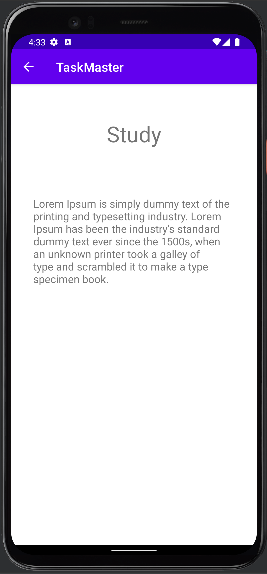 4:33
TaskMaster
Study
Lorem Ipsum is simply dummy text of the
printing and typesetting industry. Lorem
Ipsum has been the industry's standard
dummy text ever since the 1500s, when
an unknown printer took a galley of
type and scrambled it to make a type
specimen book.